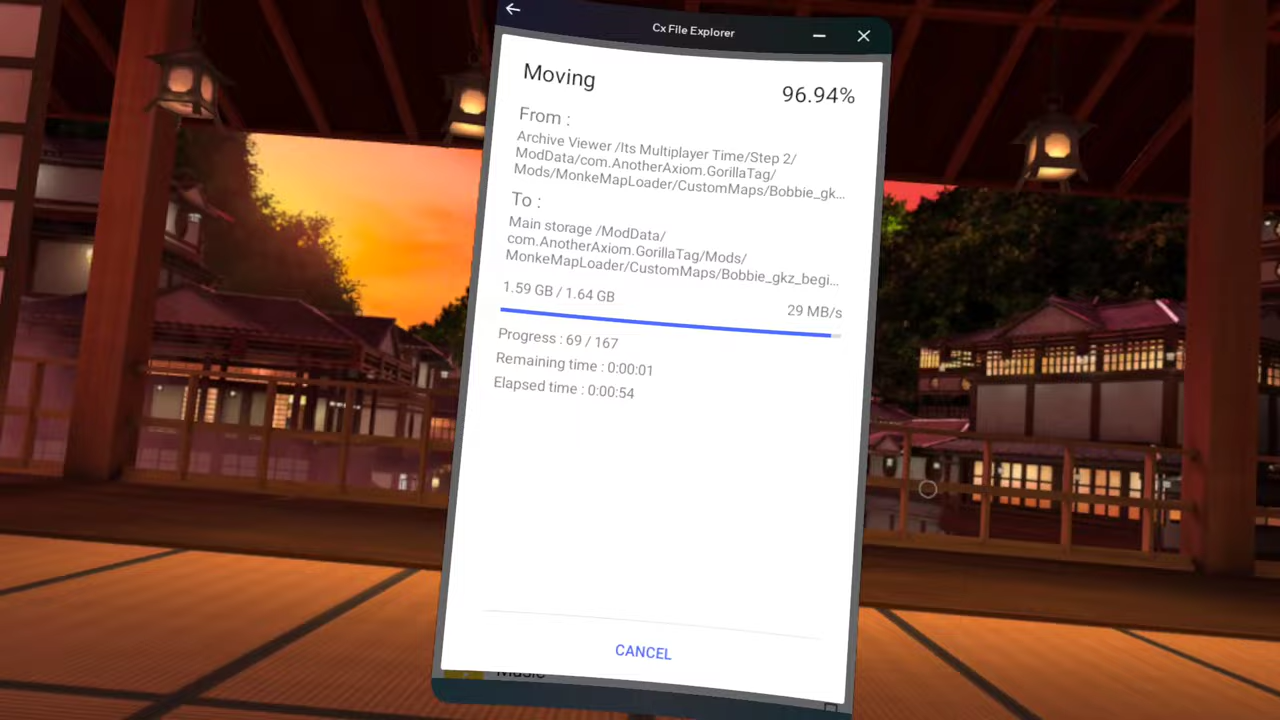 Cx File Explorer
Moving
96.94%
From :
Archive Viewer /Its Multiplayer Time/Step 2/
ModData/com.AnotherAxiom.GorillaTag/
Mods/MonkeMapLoader/CustomMaps/Bobbie_gk...
To :
Main storage /ModData/
com.AnotherAxiom.GorillaTag/Mods/
MonkeMapLoader/CustomMaps/Bobbie_gkz_begi...
1.59 GB / 1.64 GB
29 MB/s
Progress : 69 / 167
Remaining time : 0:00:01
Elapsed time : 0:00:54
CANCEL
Music